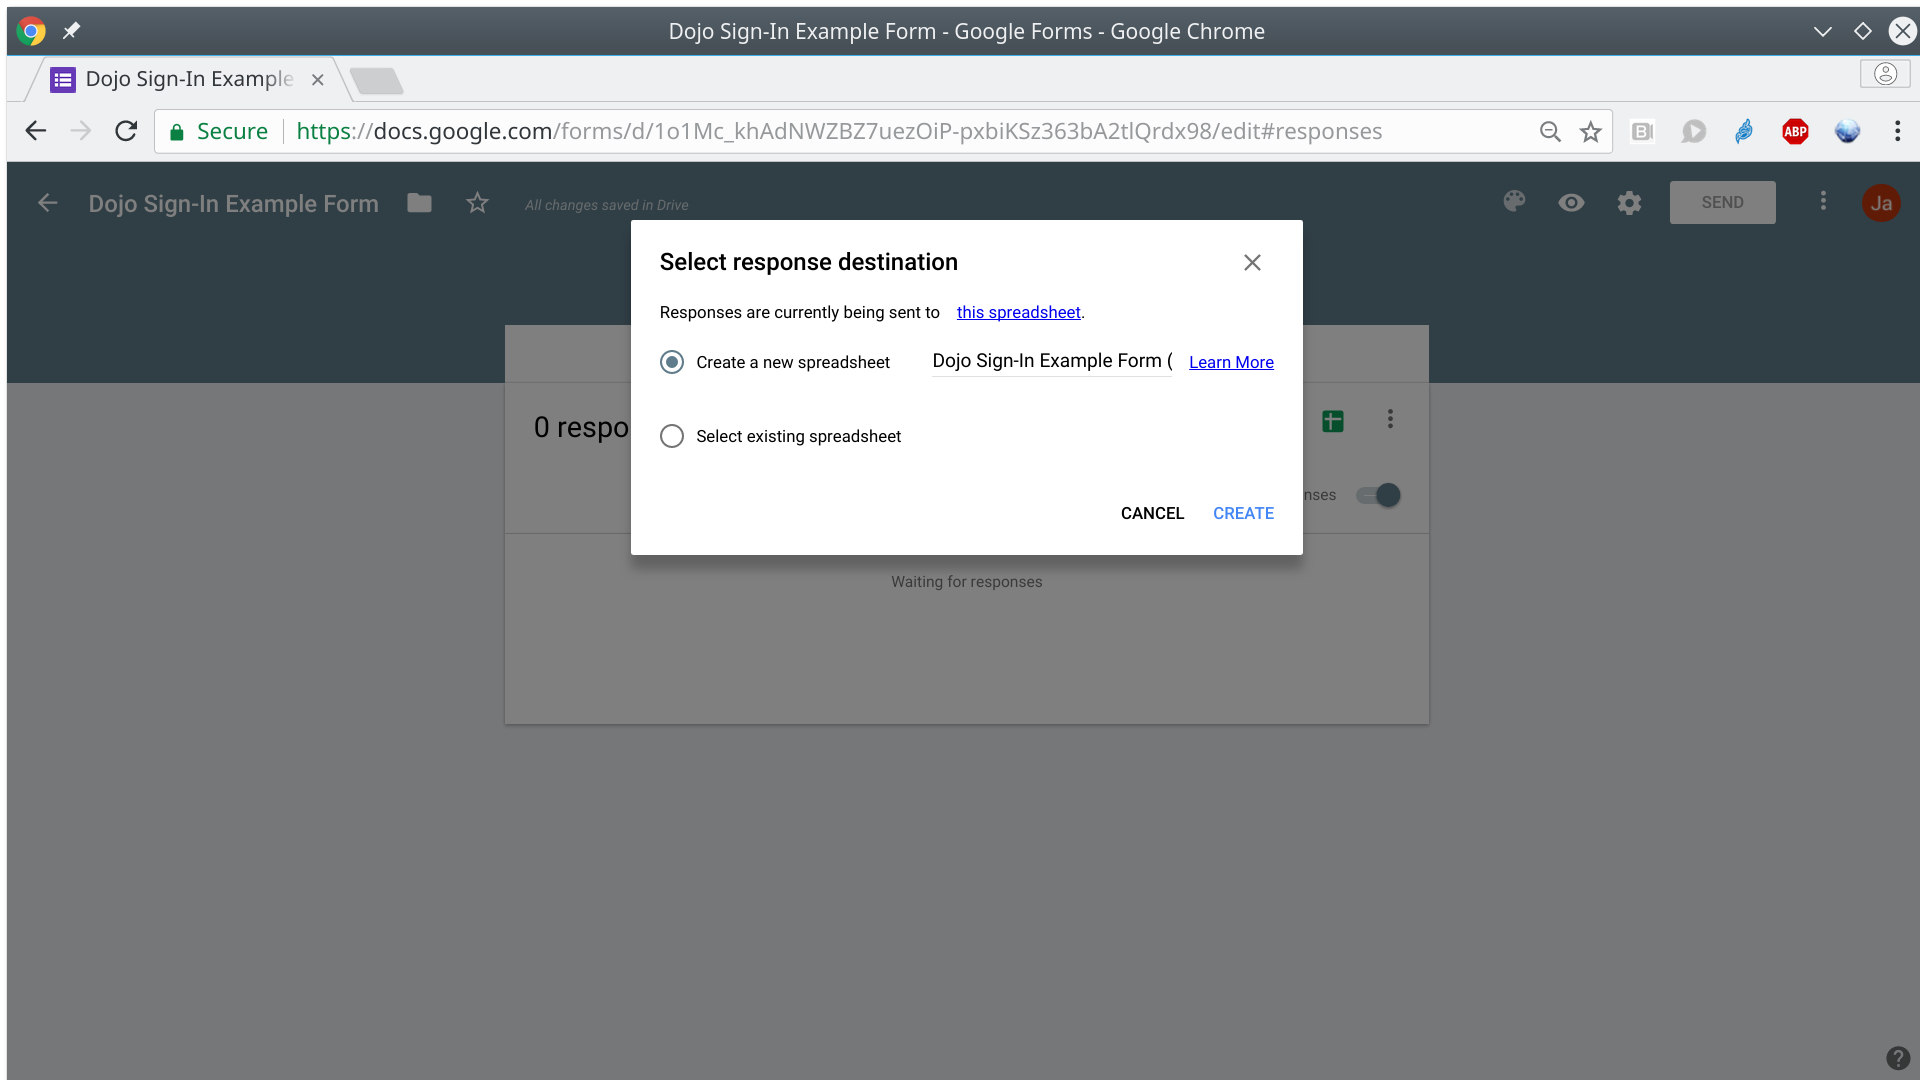 Dojo Sign-In Example Form - Google Forms - Google Chrome
Dojo Sign-In Example
Secure https://docs.google.com/forms/d/1o1Mc_khAdNWZBZ7uezOiP-pxbiKSz363bA2tlQrdx98/edit#responses
ABP
Dojo Sign-In Example Form All changes saved in Drive SEND Ja
Select response destination
Responses are currently being sent to this spreadsheet.
Create a new spreadsheet Dojo Sign-In Example Form ( Learn More
0 respo
Select existing spreadsheet
nses
CANCEL CREATE
Waiting for responses